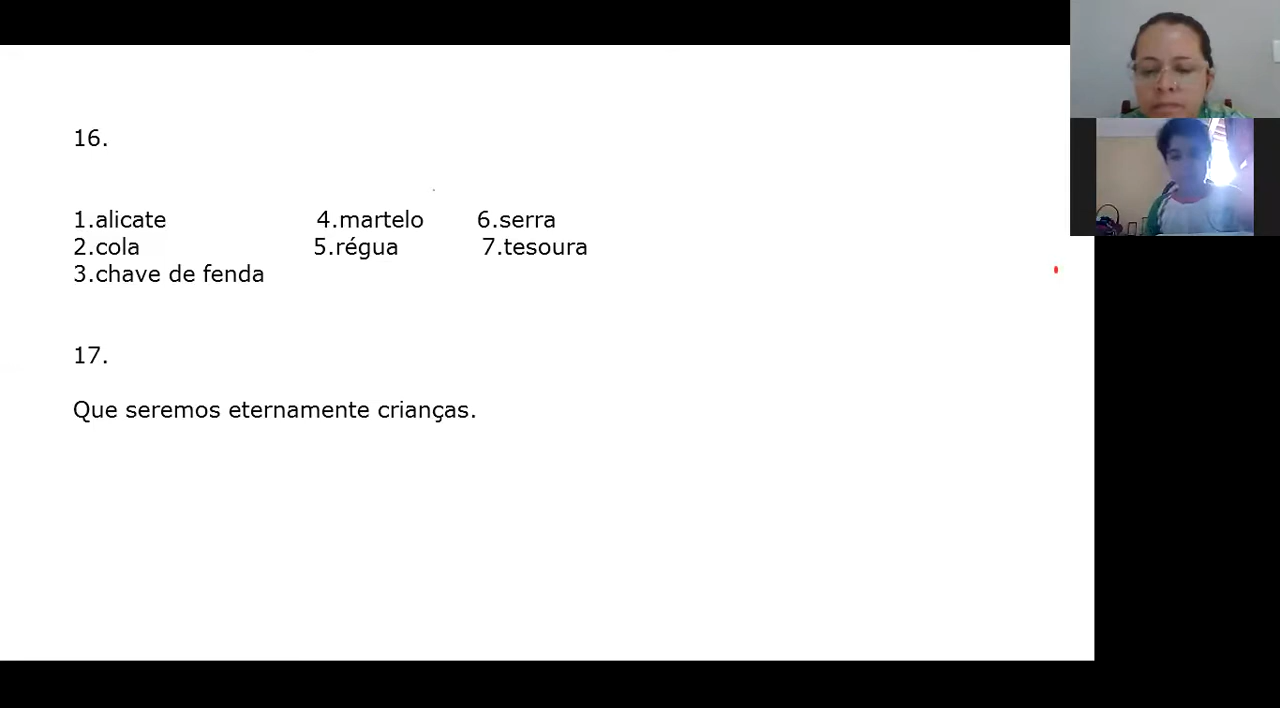 16.
1.alicate 4.martelo 6.serra
2.cola 5.régua 7.tesoura
3.chave de fenda
17.
Que seremos eternamente crianças.